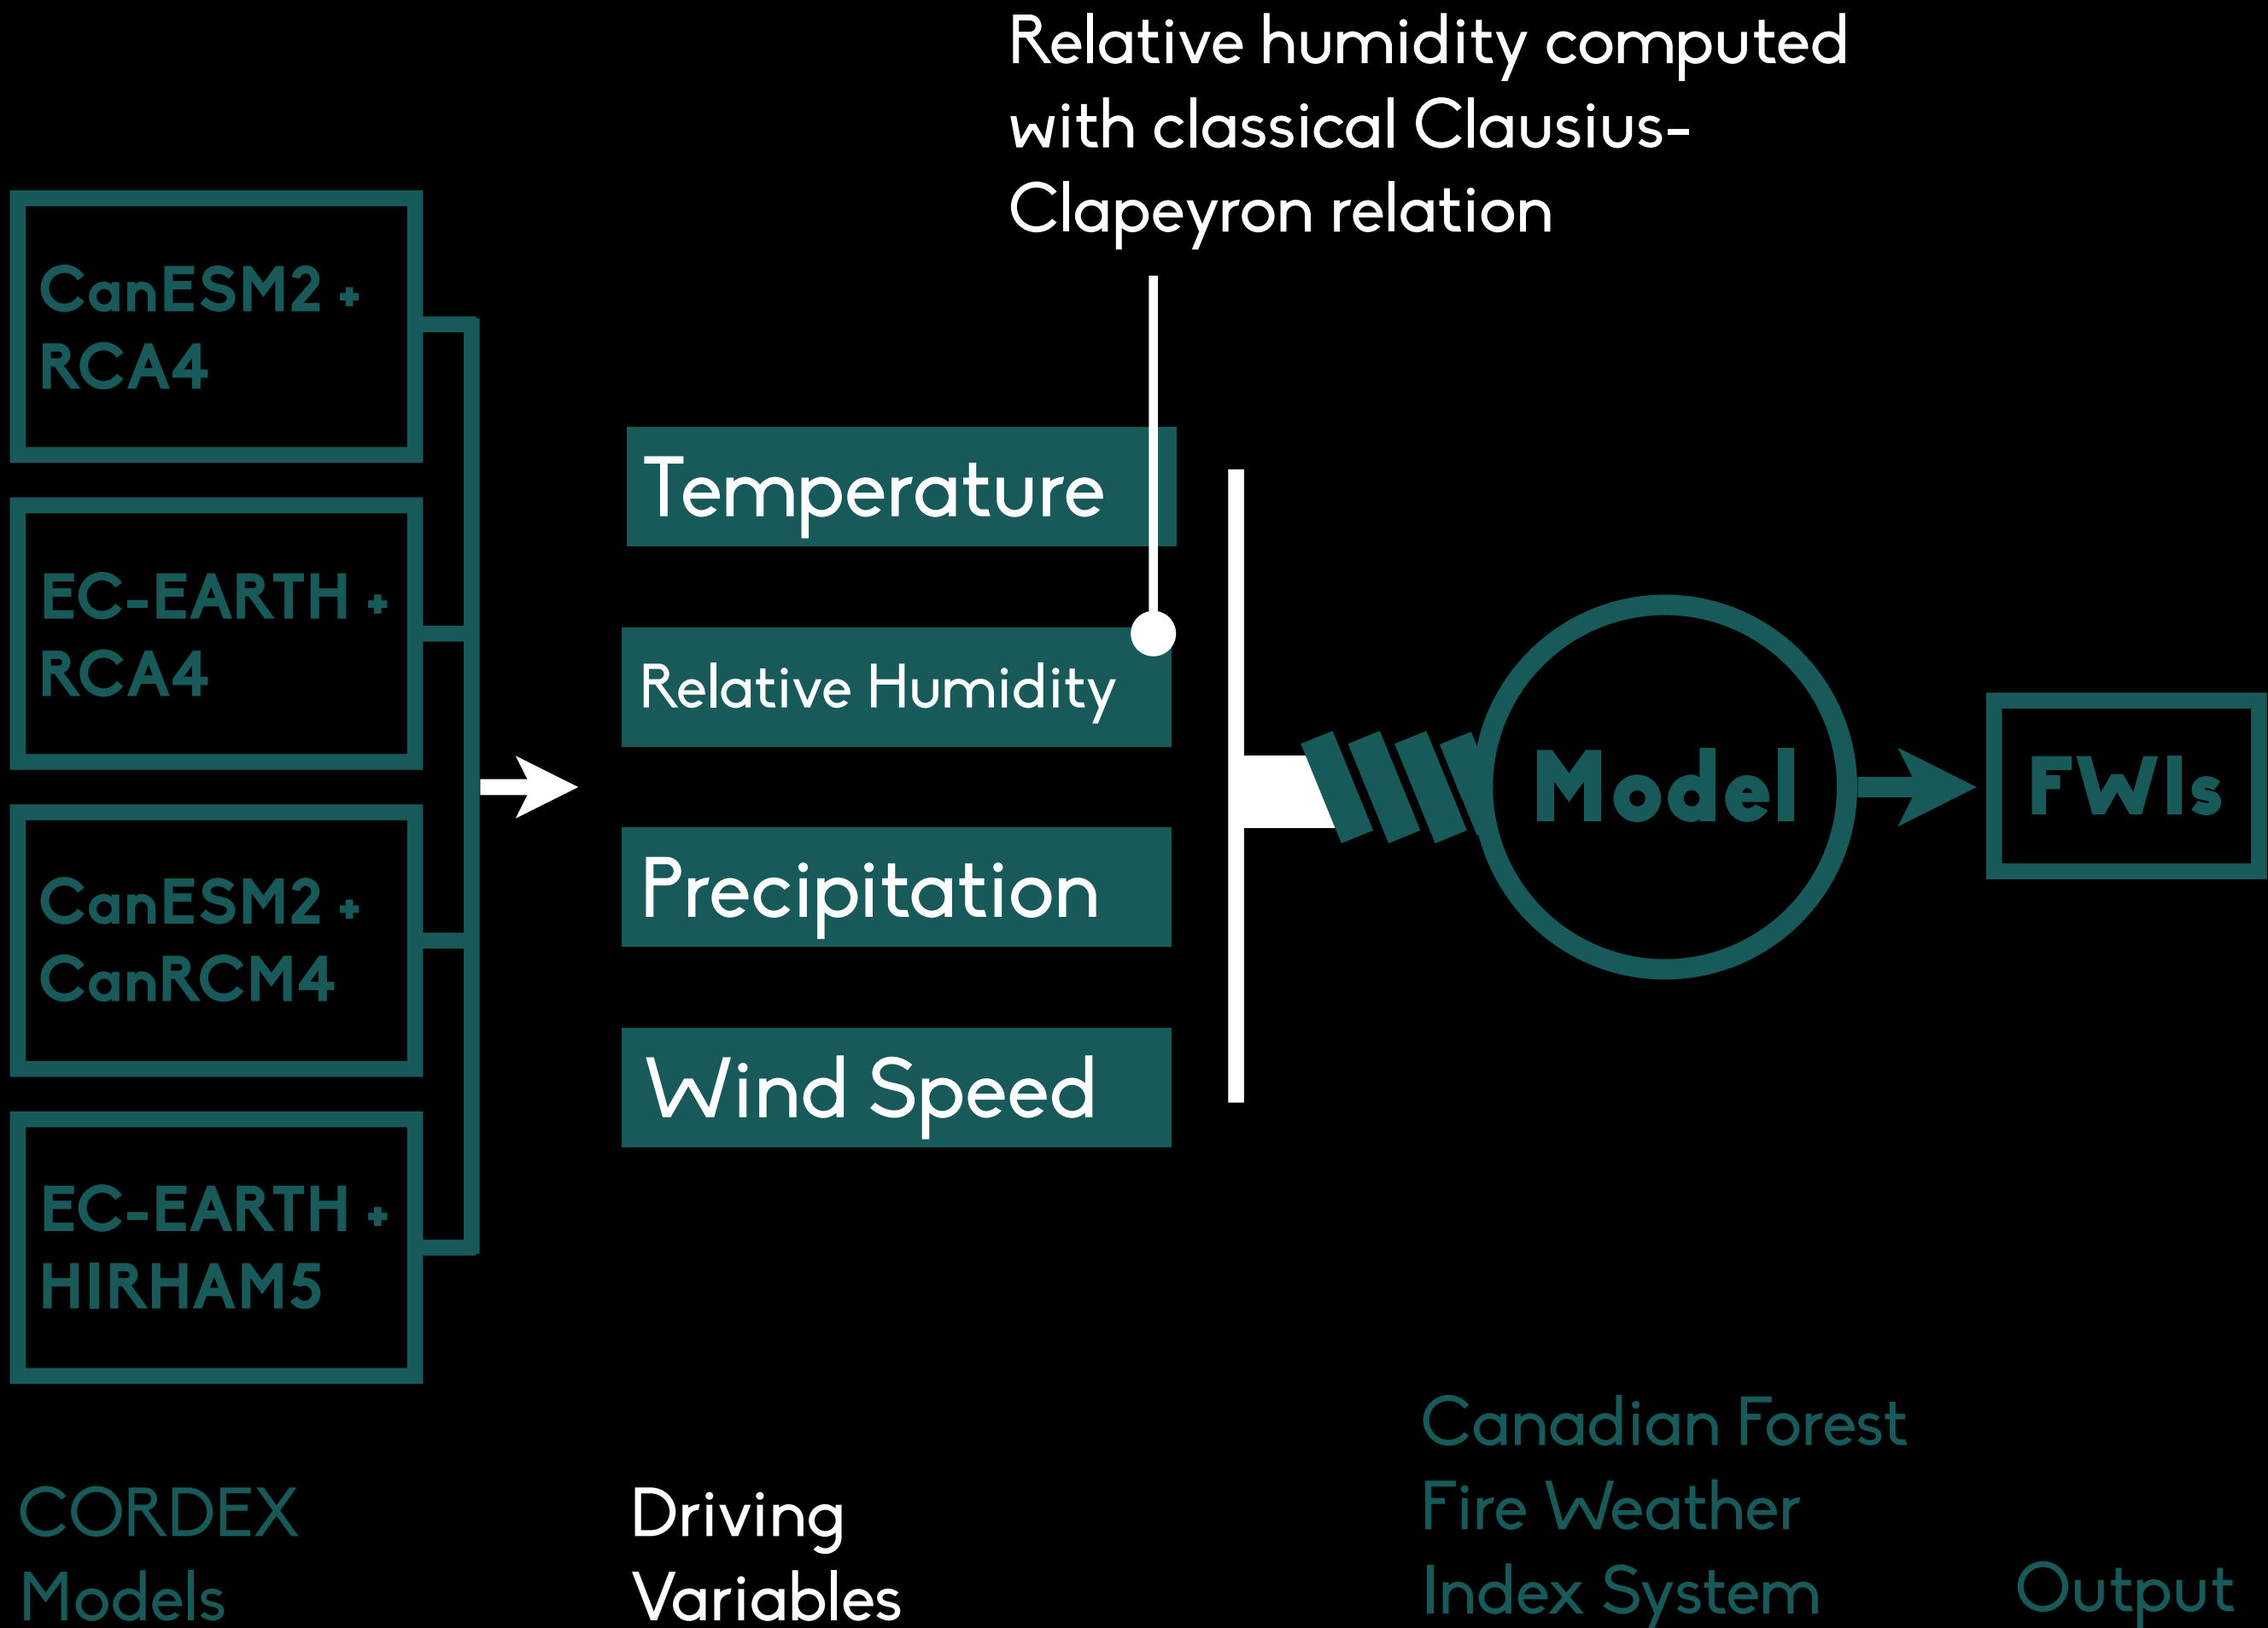 Relative humidity computed
with classical Clausius-
Clapeyron relation
CanESM2 +
RCA4
EC-EARTH +
RCA4
CanESM2 +
CanRCM4
EC-EARTH +
HIRHAM5
Temperature
Relative Humidity
Precipitation
Wind Speed
Model
FWIs
CORDEX
Models
Driving
Variables
Canadian Forest
Fire Weather
Index System
Output